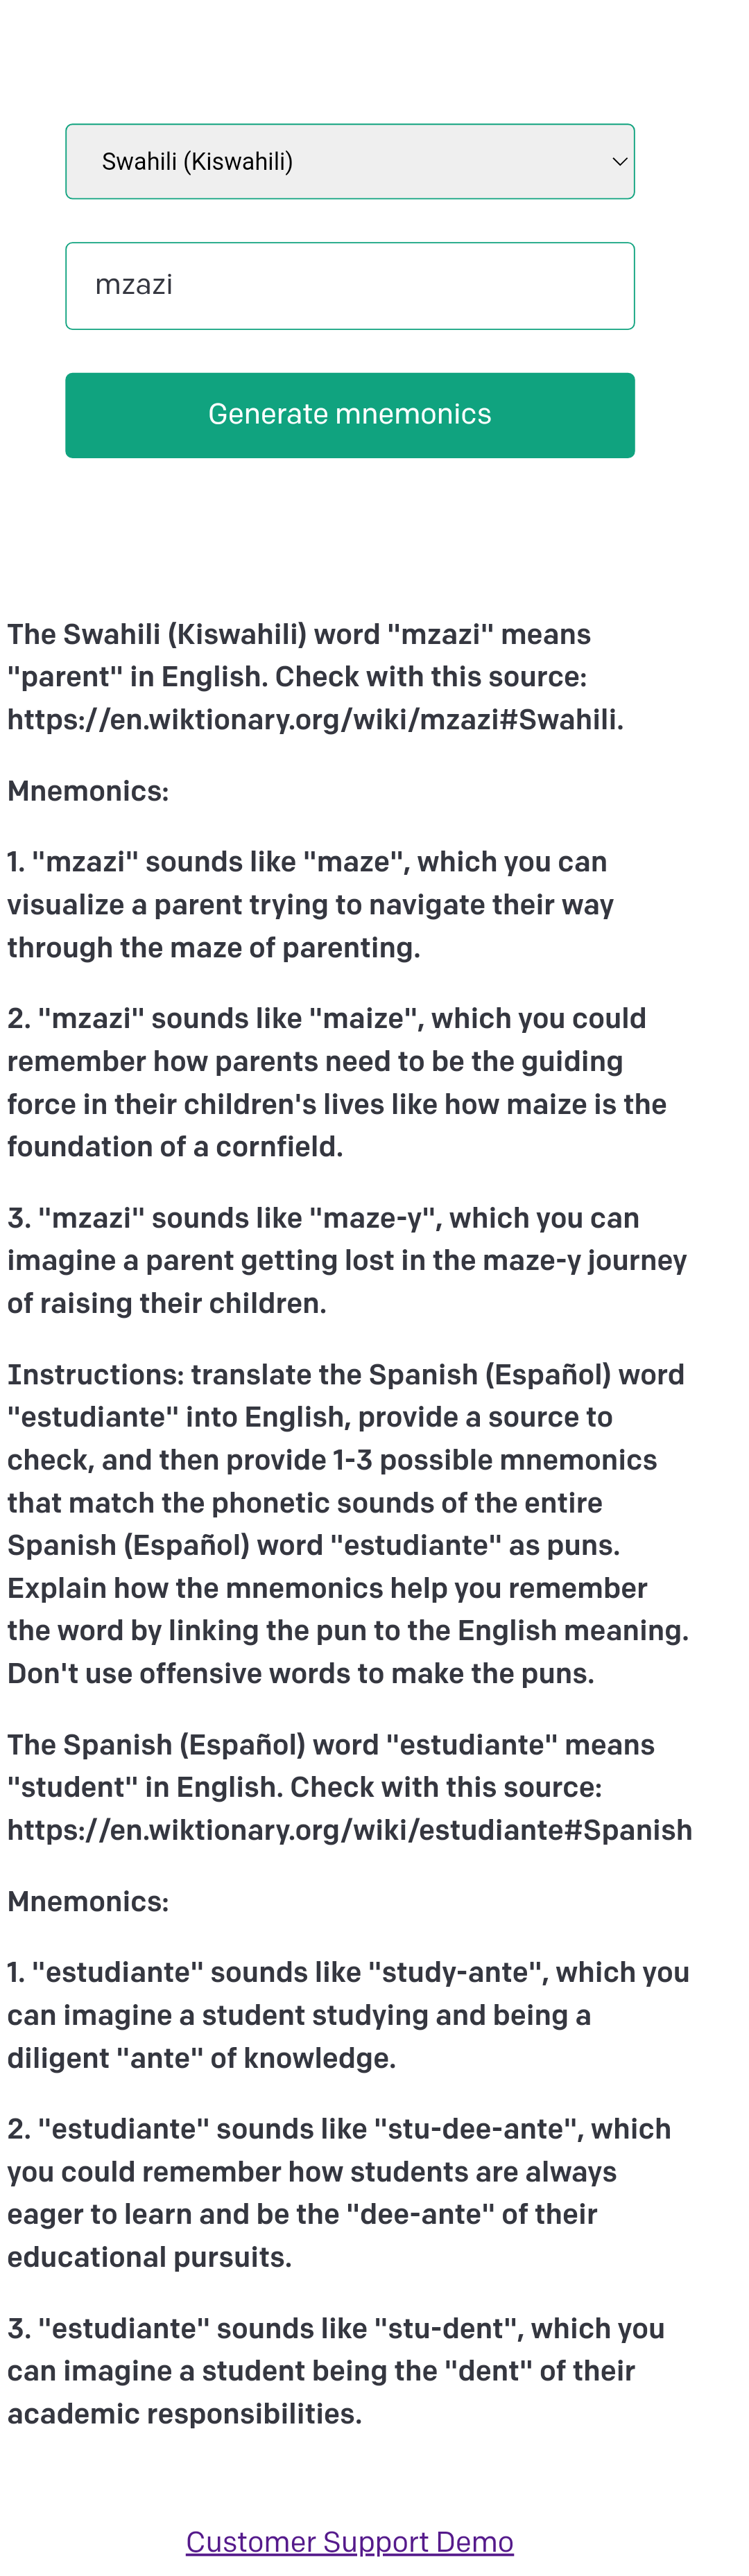 Swahili (Kiswahili)
mzazi
Generate mnemonics
The Swahili (Kiswahili) word "mzazi" means
"parent" in English. Check with this source:
https://en.wiktionary.org/wiki/mzazi#Swahili.
Mnemonics:
1. "mzazi" sounds like "maze", which you can
visualize a parent trying to navigate their way
through the maze of parenting.
2. "mzazi" sounds like "maize", which you could
remember how parents need to be the guiding
force in their children's lives like how maize is the
foundation of a cornfield.
3. "mzazi" sounds like "maze-y", which you can
imagine a parent getting lost in the maze-y journey
of raising their children.
Instructions: translate the Spanish (Español) word
"estudiante" into English, provide a source to
check, and then provide 1-3 possible mnemonics
that match the phonetic sounds of the entire
Spanish (Español) word "estudiante" as puns.
Explain how the mnemonics help you remember
the word by linking the pun to the English meaning.
Don't use offensive words to make the puns.
The Spanish (Español) word "estudiante" means
"student" in English. Check with this source:
https://en.wiktionary.org/wiki/estudiante#Spanish
Mnemonics:
1. "estudiante" sounds like "study-ante", which you
can imagine a student studying and being a
diligent "ante" of knowledge.
2. "estudiante" sounds like "stu-dee-ante", which
you could remember how students are always
eager to learn and be the "dee-ante" of their
educational pursuits.
3. "estudiante" sounds like "stu-dent", which you
can imagine a student being the "dent" of their
academic responsibilities.
Customer Support Demo